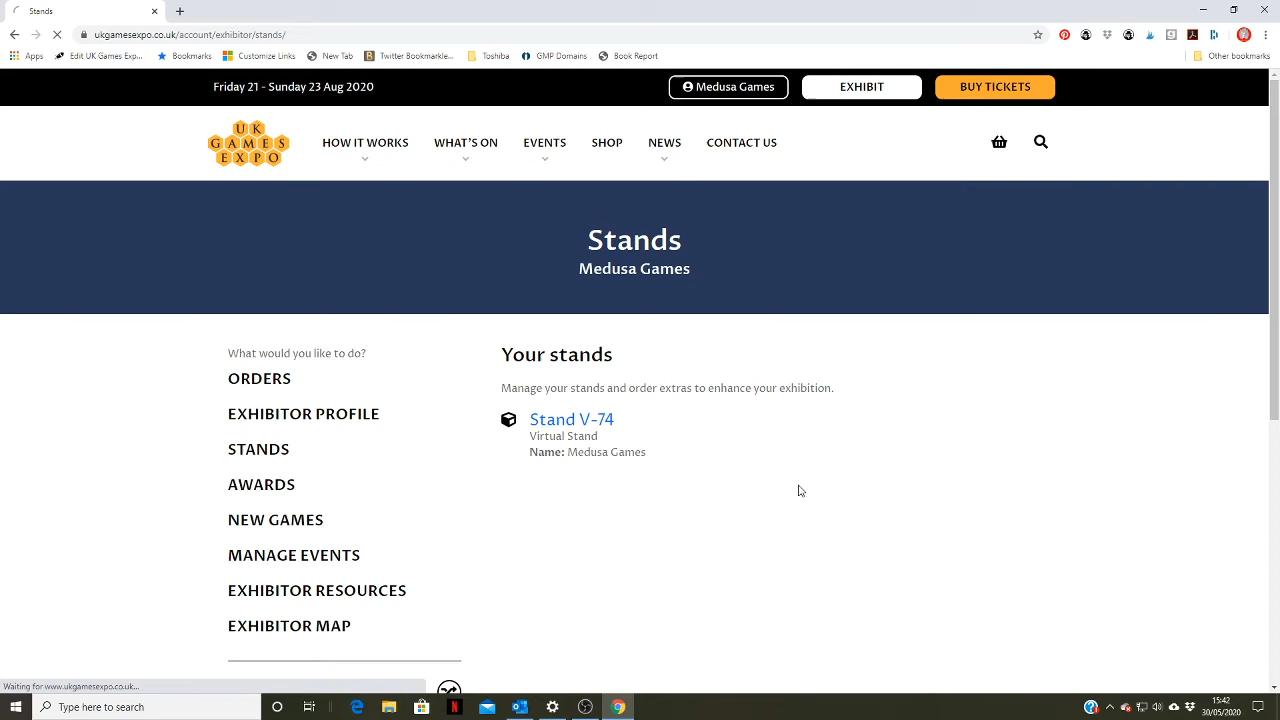 Stands
ukgamesexpo.co.uk/account/exhibitor/stands/
Apps
Edit UK Games Exp...
Bookmarks
Customize Links
New Tab
Twitter Bookmarkle...
Toshiba
GMP Domains
Book Report
Other bookmarks
Friday 21 - Sunday 23 Aug 2020
Medusa Games
EXHIBIT
BUY TICKETS
UK
GAMES
EXPO
HOW IT WORKS
WHAT'S ON
EVENTS
SHOP
NEWS
CONTACT US
Stands
Medusa Games
What would you like to do?
ORDERS
EXHIBITOR PROFILE
STANDS
AWARDS
NEW GAMES
MANAGE EVENTS
EXHIBITOR RESOURCES
EXHIBITOR MAP
Your stands
Manage your stands and order extras to enhance your exhibition.
Stand V-74
Virtual Stand
Name: Medusa Games
Waiting for www.ukgamesexpo.co.uk...
Type here to search
15:42
30/05/2020